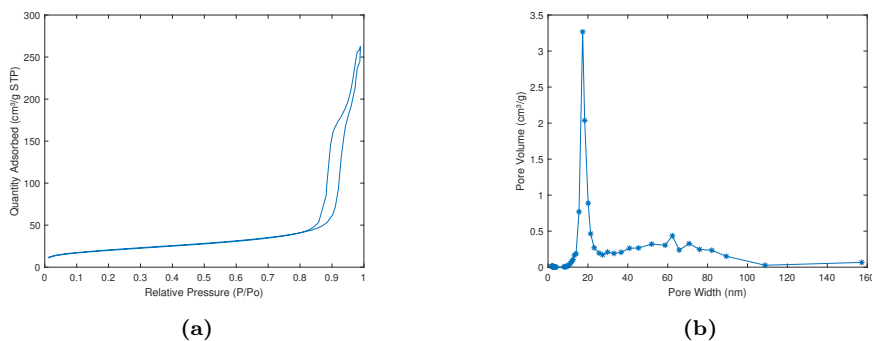 300
250
200
150
100
50
0
Quantity Adsorbed (cm³/g STP)
0 0.1 0.2 0.3 0.4 0.5 0.6 0.7 0.8 0.9 1
Relative Pressure (P/Po)
(a)
3.5
3
2.5
2
1.5
1
0.5
0
Pore Volume (cm³/g)
0 20 40 60 80 100 120 140 160
Pore Width (nm)
(b)